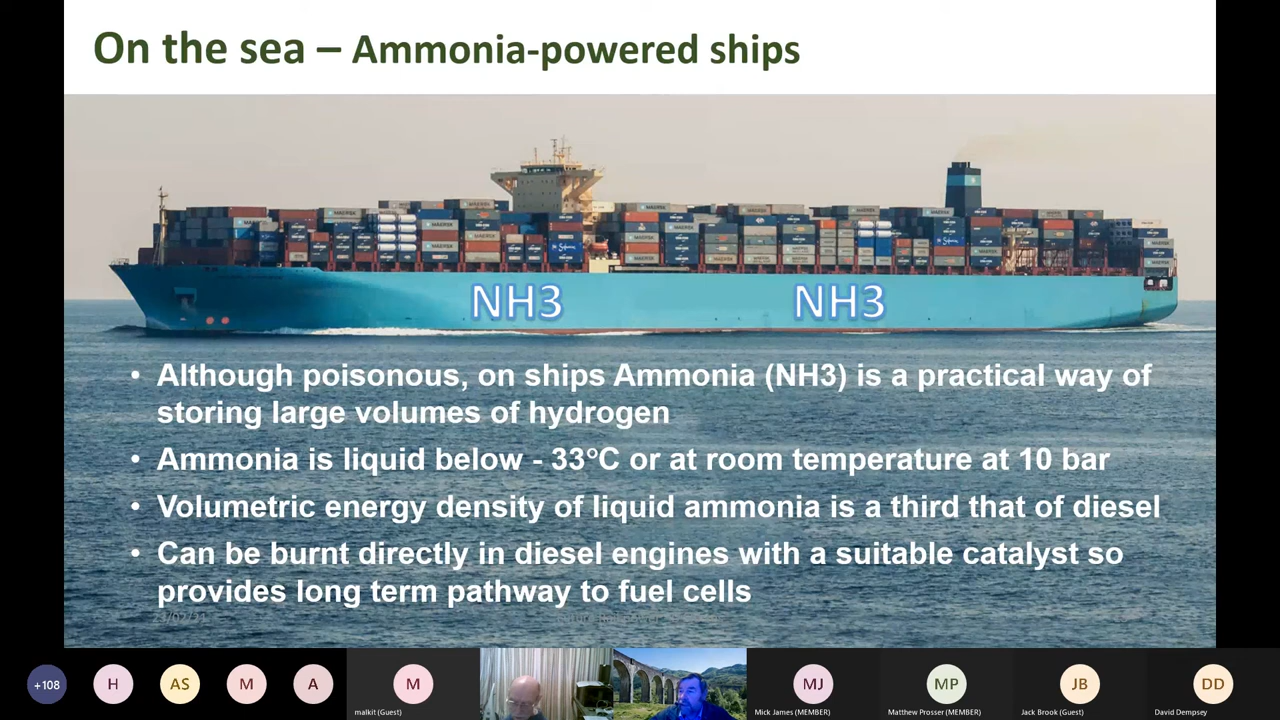 On the sea – Ammonia-powered ships
NH3 NH3
• Although poisonous, on ships Ammonia (NH3) is a practical way of
storing large volumes of hydrogen
• Ammonia is liquid below - 33°C or at room temperature at 10 bar
• Volumetric energy density of liquid ammonia is a third that of diesel
• Can be burnt directly in diesel engines with a suitable catalyst so
provides long term pathway to fuel cells
+108 H AS M A M MJ MP JB DD
malkit (Guest) Mick James (MEMBER) Matthew Prosser (MEMBER) Jack Brook (Guest) David Dempsey